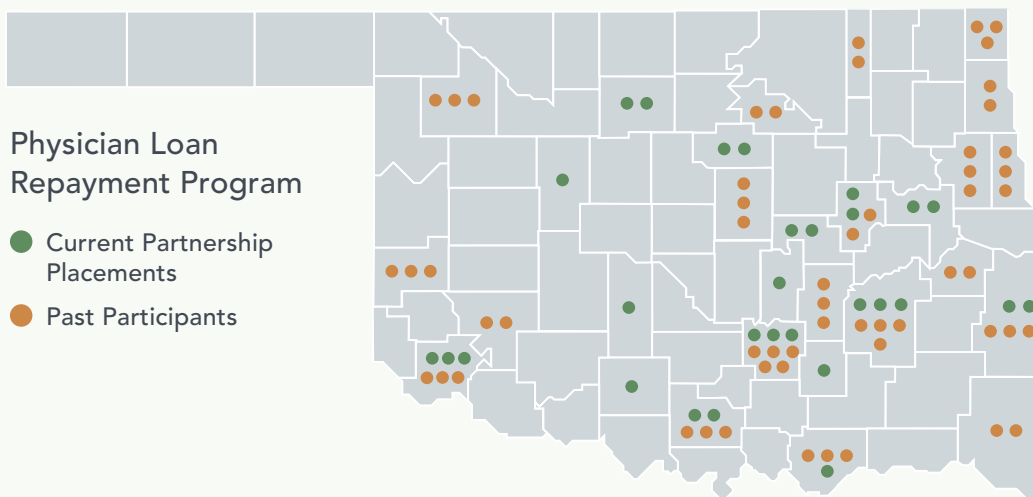 Physician Loan
Repayment Program
Current Partnership
Placements
Past Participants